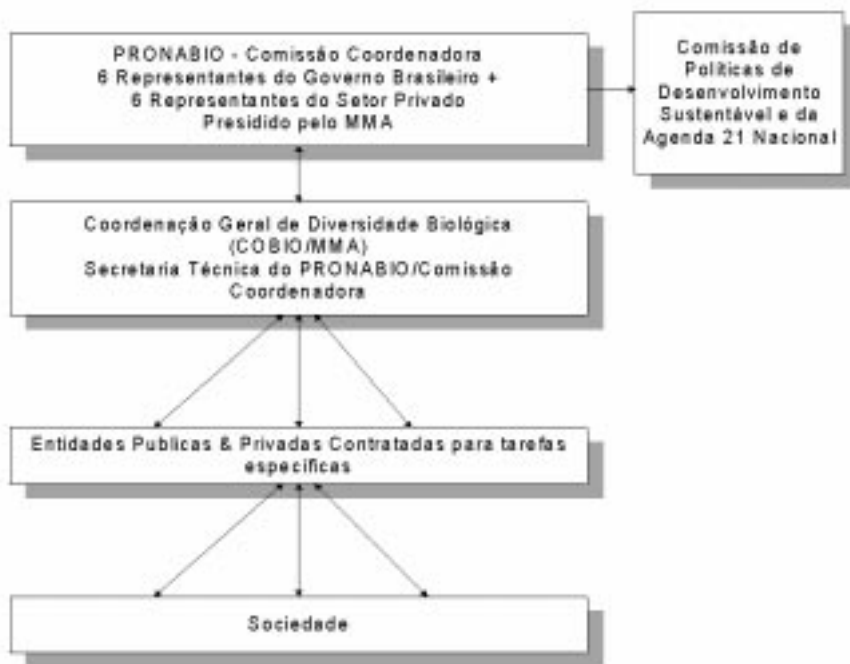 PRONABIO - Comissão Coordenadora
6 Representantes do Governo Brasileiro +
6 Representantes do Setor Privado
Presidido pelo MMA
Comissão de
Políticas de
Desenvolvimento
Sustentável e da
Agenda 21 Nacional
Coordenação Geral de Diversidade Biológica
(COBIO/MMA)
Secretaria Técnica do PRONABIO/Comissão
Coordenadora
Entidades Publicas & Privadas Contratadas para tarefas
específicas
Sociedade